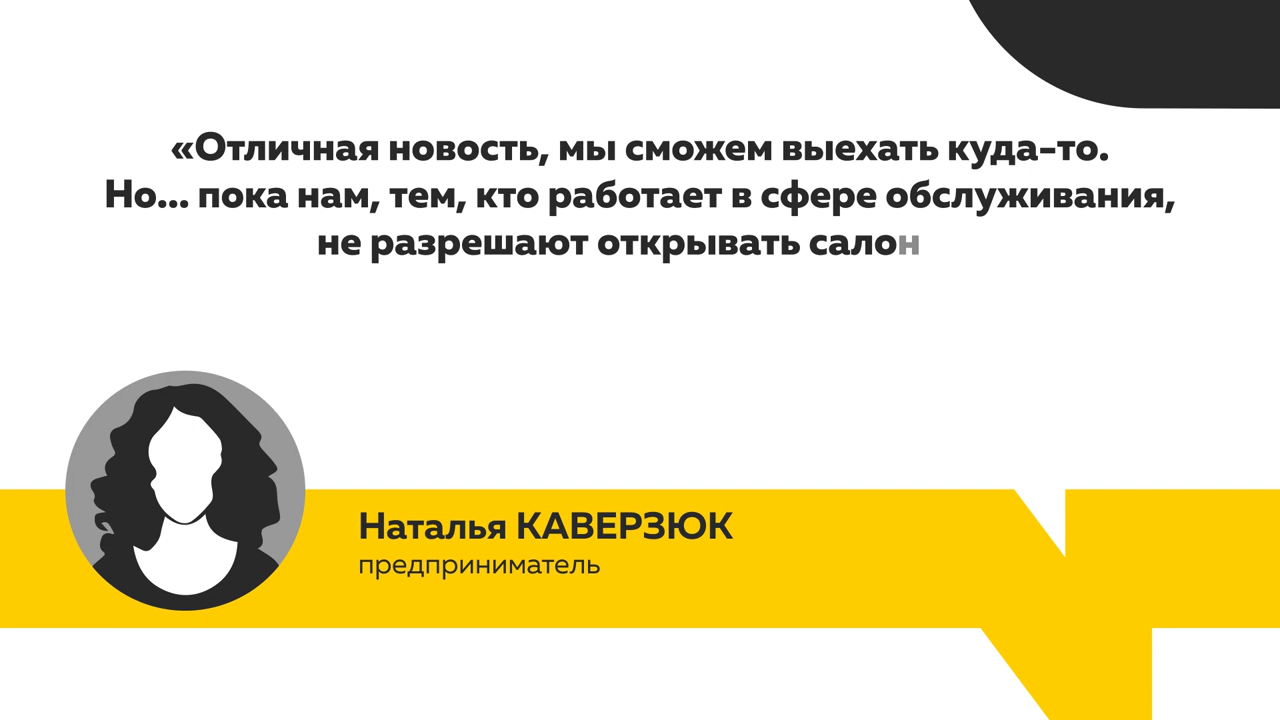 «Отличная новость, мы сможем выехать куда-то.
Но... пока нам, тем, кто работает в сфере обслуживания,
не разрешают открывать салон
Наталья КАВЕРЗЮК
предприниматель